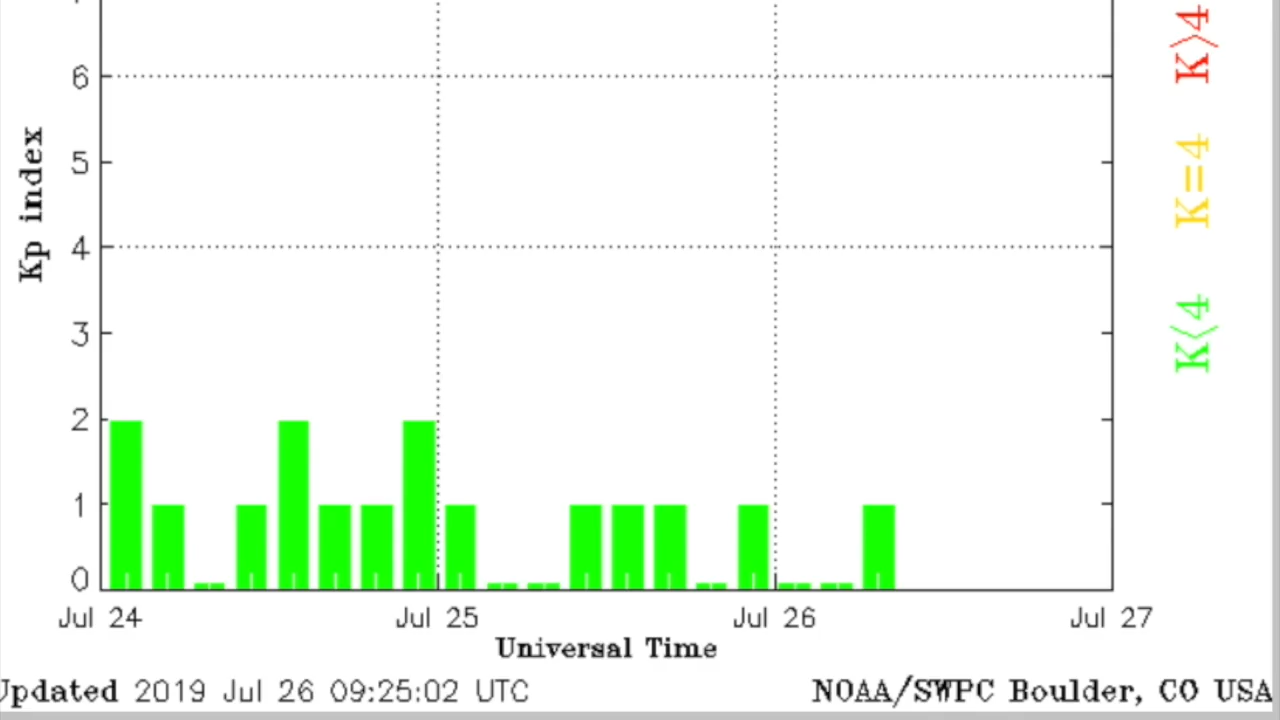 6
5
4
3
2
1
0
Kp index
Jul 24
Jul 25
Jul 26
Jul 27
Universal Time
Updated 2019 Jul 26 09:25:02 UTC
NOAA/SWPC Boulder, CO USA
K<4
K=4
K>4